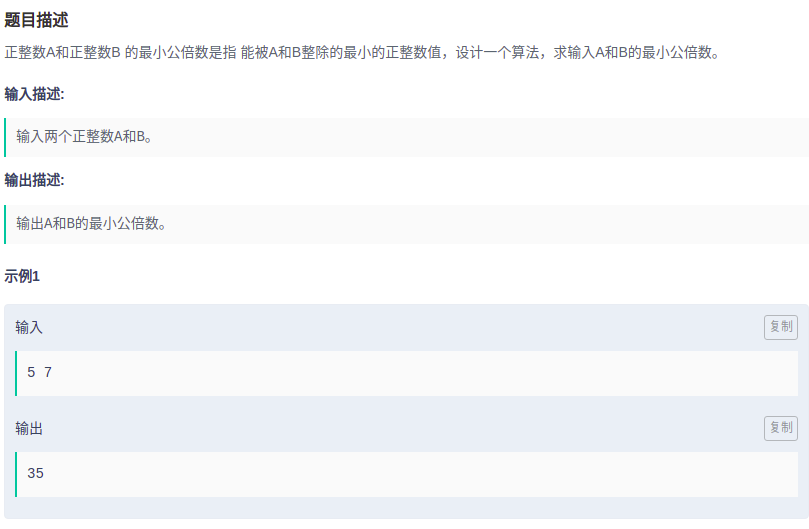 题目描述
正整数A和正整数B 的最小公倍数是指 能被A和B整除的最小的正整数值，设计一个算法，求输入A和B的最小公倍数。
输入描述:
输入两个正整数A和B。
输出描述:
输出A和B的最小公倍数。
示例1
输入
复制
5 7
输出
复制
35